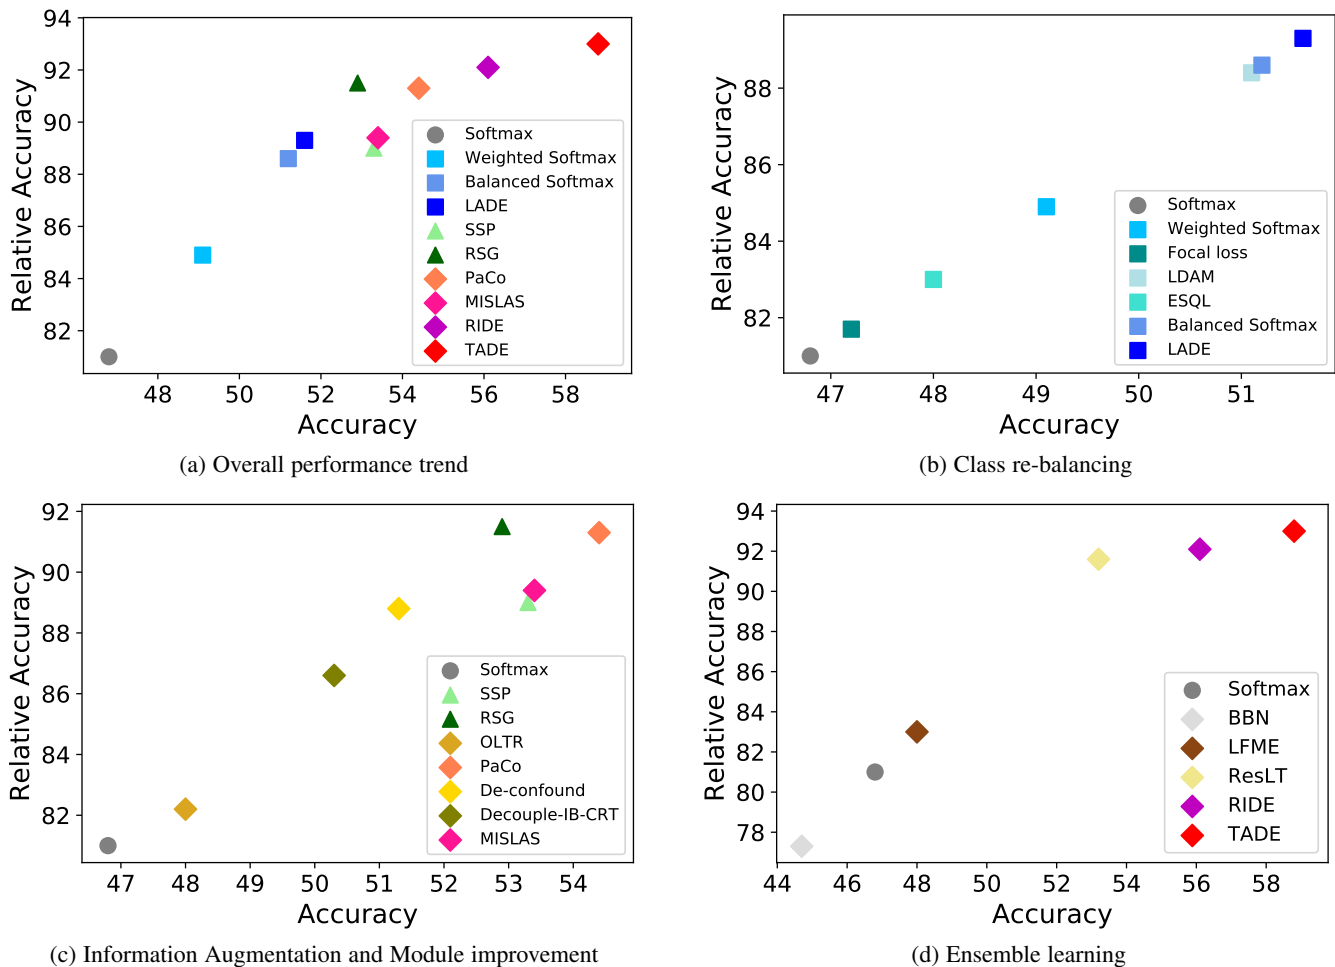 94
92
90
88
86
84
82
Relative Accuracy
Softmax
Weighted Softmax
Balanced Softmax
LADE
SSP
RSG
PaCo
MISLAS
RIDE
TADE
48 50 52 54 56 58
Accuracy
(a) Overall performance trend
88
86
84
82
Relative Accuracy
Softmax
Weighted Softmax
Focal loss
LDAM
ESQL
Balanced Softmax
LADE
47 48 49 50 51
Accuracy
(b) Class re-balancing
92
90
88
86
84
82
Relative Accuracy
Softmax
SSP
RSG
OLTR
PaCo
De-confound
Decouple-IB-CRT
MISLAS
47 48 49 50 51 52 53 54
Accuracy
(c) Information Augmentation and Module improvement
94
92
90
88
86
84
82
80
78
Relative Accuracy
Softmax
BBN
LFME
ResLT
RIDE
TADE
44 46 48 50 52 54 56 58
Accuracy
(d) Ensemble learning